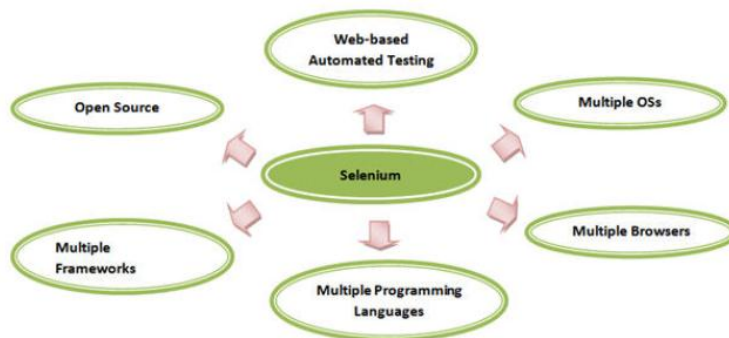 Web-based
Automated Testing
Open Source
Multiple OSs
Selenium
Multiple
Frameworks
Multiple Browsers
Multiple Programming
Languages